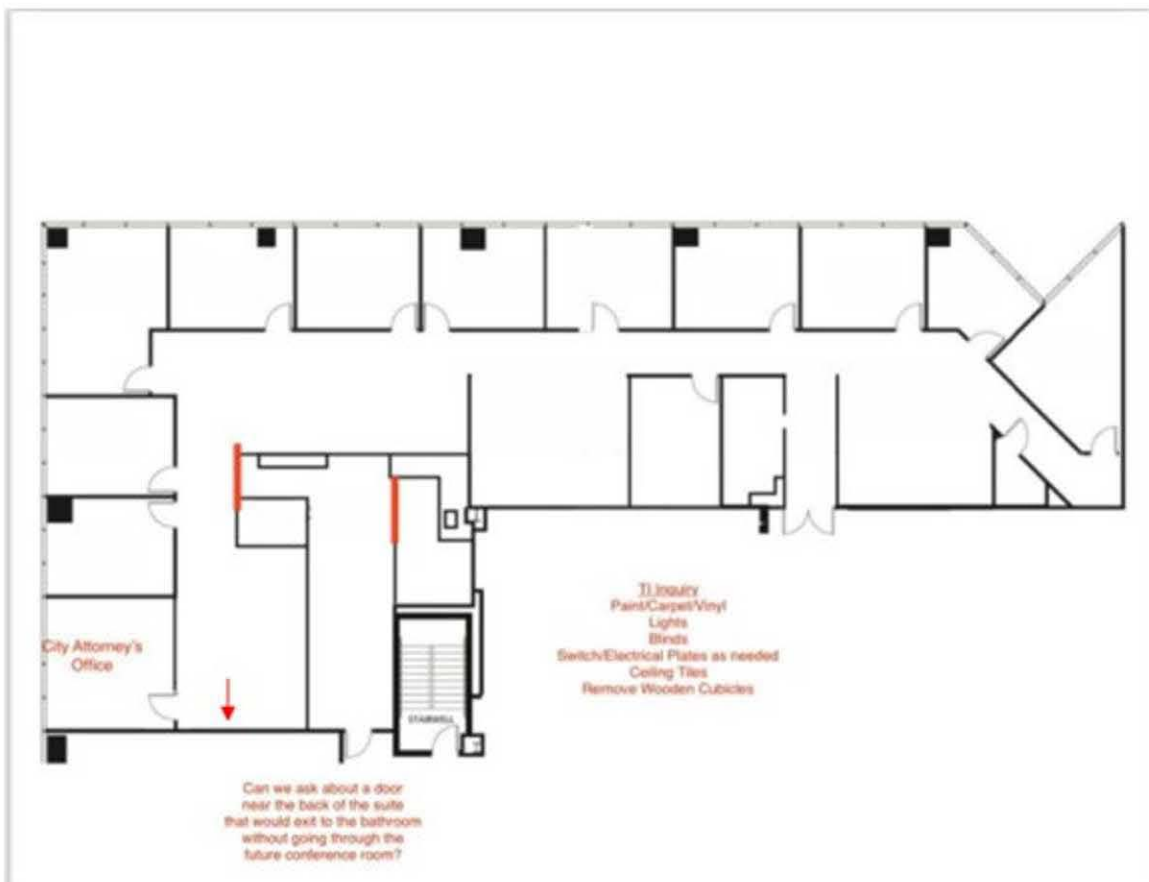 TI Inquiry
Paint/Carpet/Vinyl
Lights
Blinds
Switch/Electrical Plates as needed
Ceiling Tiles
Remove Wooden Cubicles
City Attorney's
Office
STAIRWELL
Can we ask about a door
near the back of the suite
that would exit to the bathroom
without going through the
future conference room?